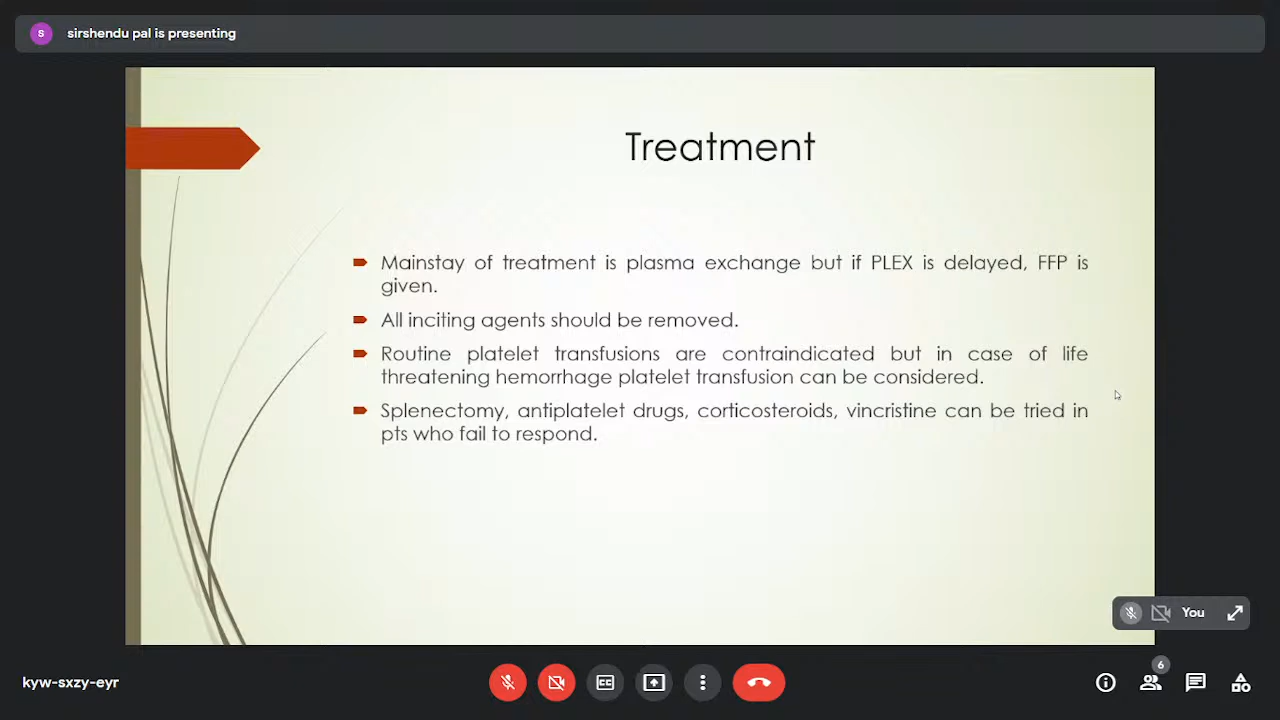 S
sirshendu pal is presenting
Treatment
Mainstay of treatment is plasma exchange but if PLEX is delayed, FFP is
given.
All inciting agents should be removed.
Routine platelet transfusions are contraindicated but in case of life
threatening hemorrhage platelet transfusion can be considered.
Splenectomy, antiplatelet drugs, corticosteroids, vincristine can be tried in
pts who fail to respond.
You
kyw-sxzy-eyr
CC
6